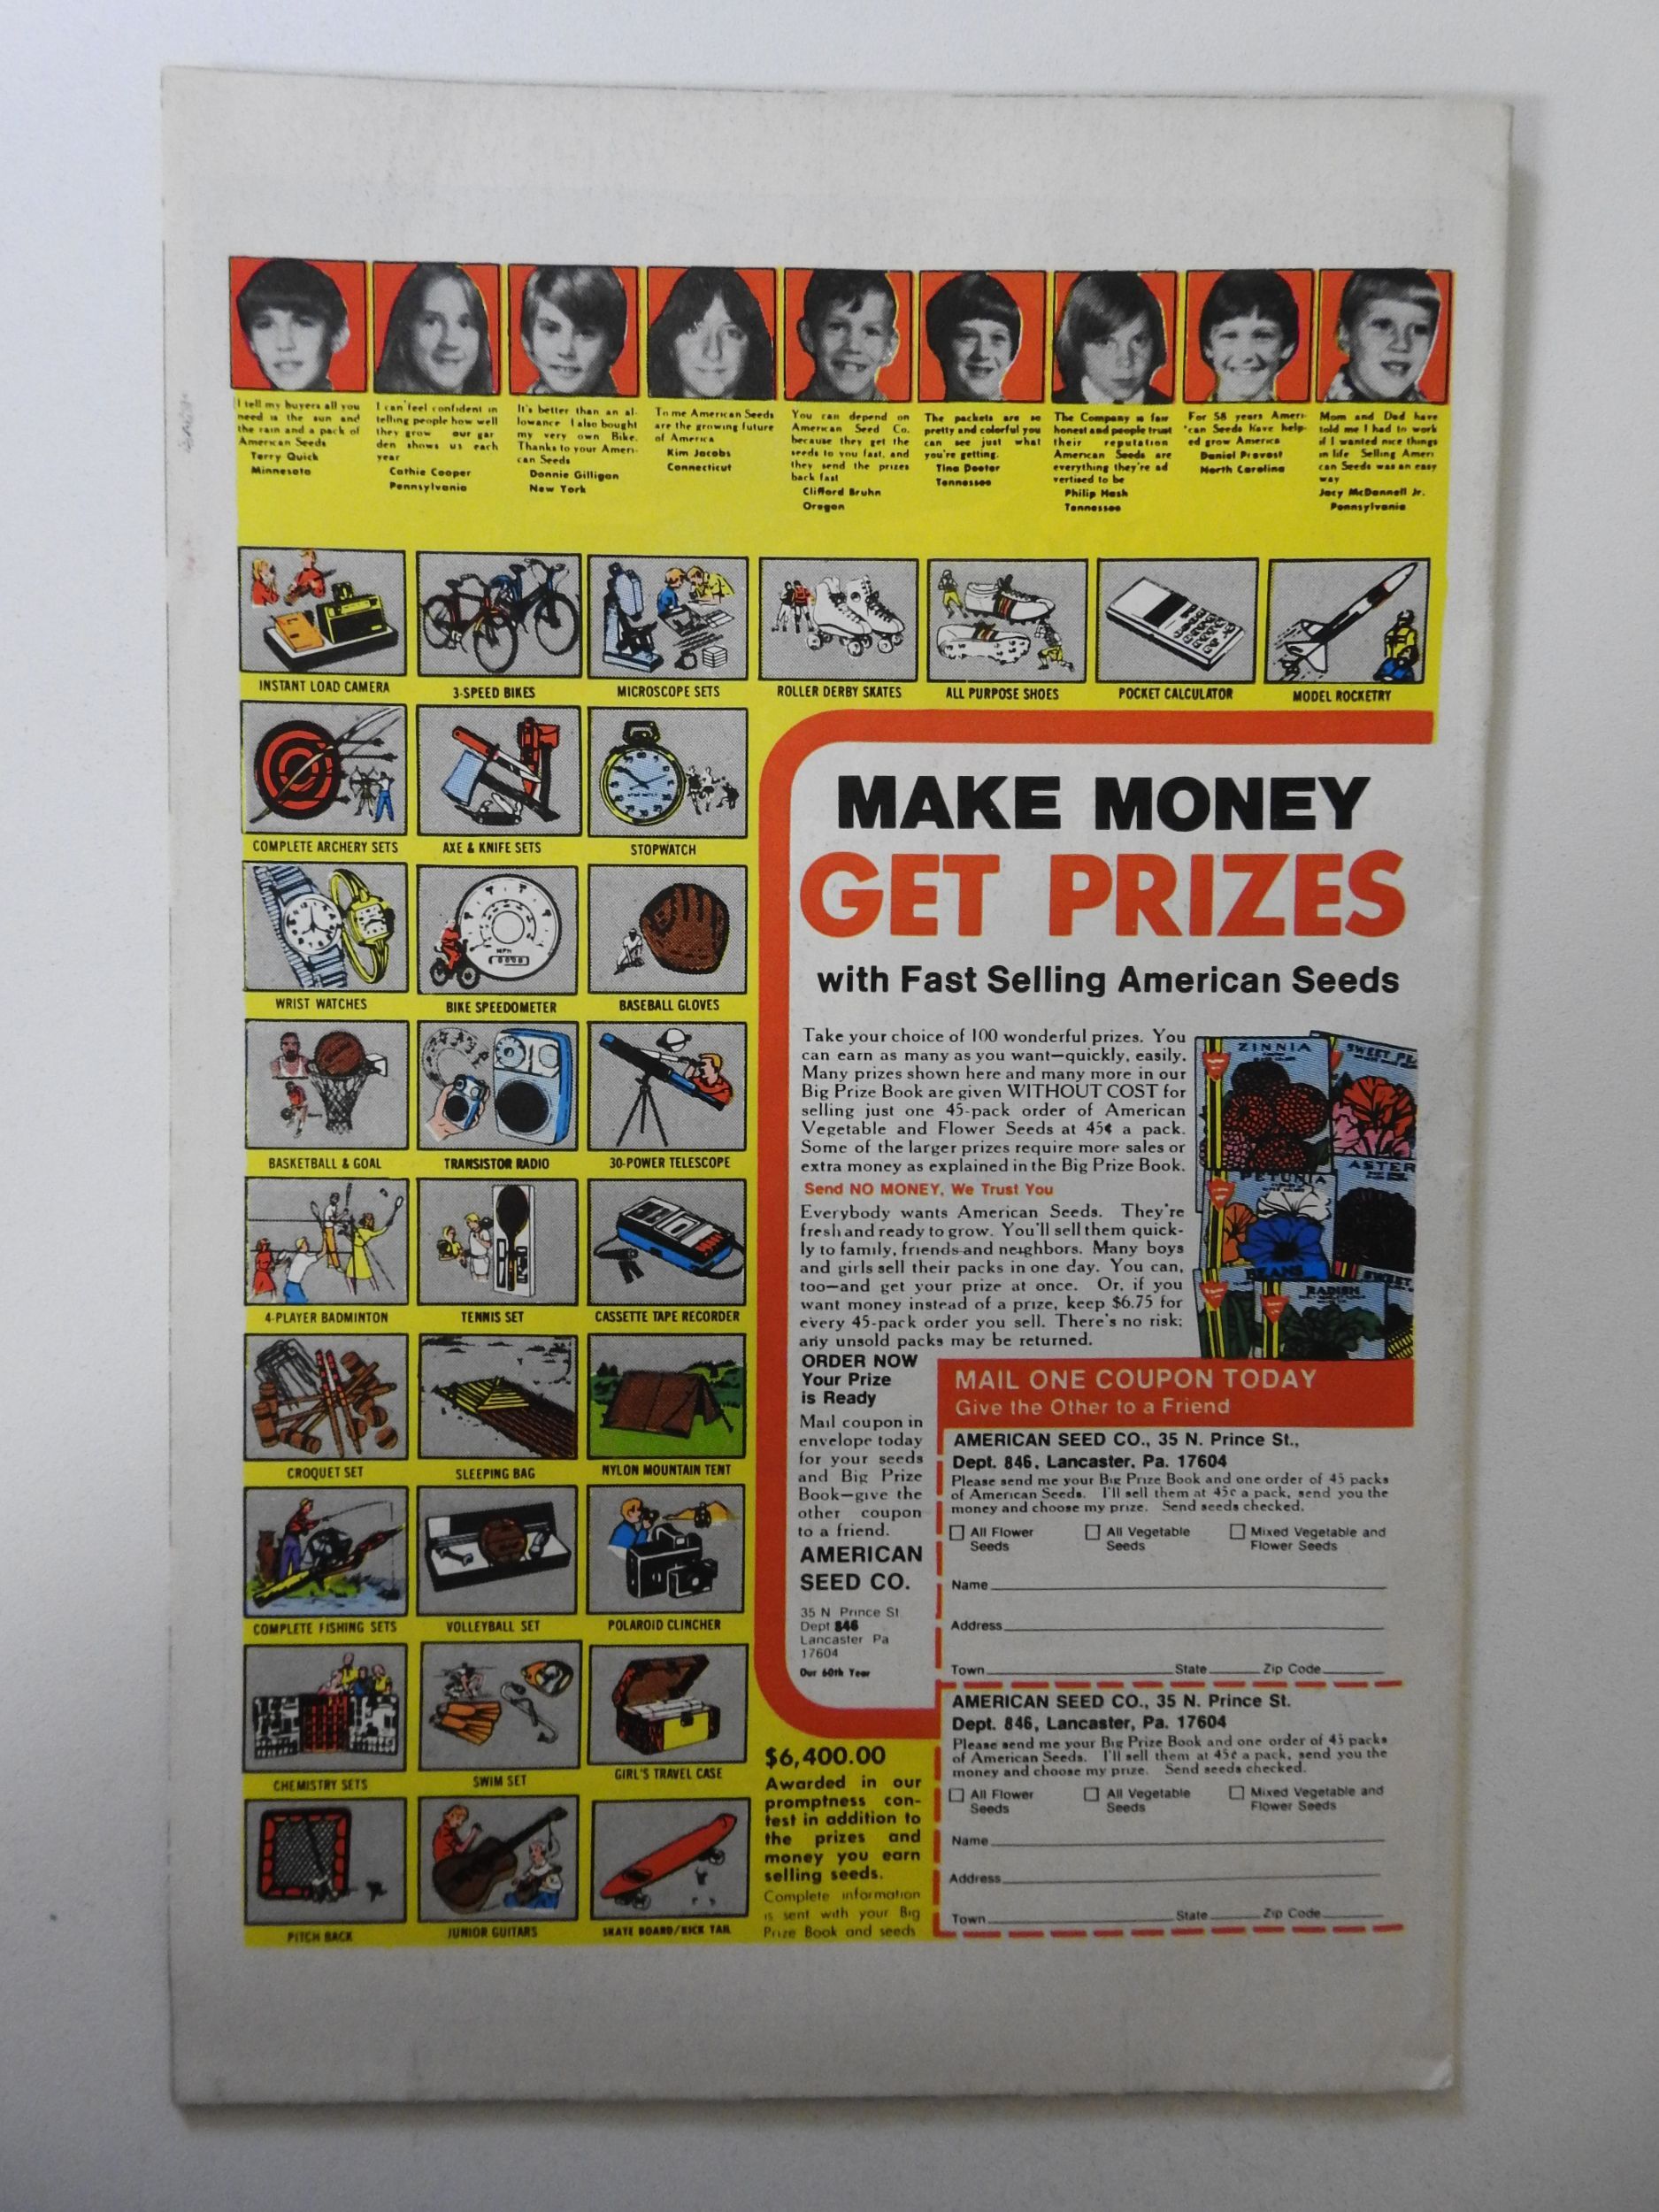 I tell my buyers all you
need is the sun and
the rain and a pack of
American Seeds
Terry Quick
Minnesota
I can feel confident in
telling people how well
they grow our gar
den shows us each
year
Cathie Cooper
Pennsylvania
It's better than an al-
lowance I also bought
my very own Bike.
Thanks to your Ameri-
can Seeds
Donnie Gilligan
New York
To me American Seeds
are the growing future
of America
Kim Jacobs
Connecticut
You can depend on
American Seed Co.
because they get the
seeds to you fast, and
they send the prizes
back fast
Clifford Bruhn
Oregon
The packets are so
pretty and colorful you
can see just what
you're getting.
Tina Deeter
Tennessee
The Company is fair
honest and people trust
their reputation
American Seeds are
everything they're ad
vertised to be
Philip Hash
Tennessee
For 58 years Ameri-
can Seeds Have help-
ed grow America
Daniel Provost
North Carolina
Mom and Dad have
told me I had to work
if I wanted nice things
in life Selling Ameri
can Seeds was an easy
way
Jacy McDannell Jr.
Pennsylvania
INSTANT LOAD CAMERA
3-SPEED BIKES
MICROSCOPE SETS
ROLLER DERBY SKATES
ALL PURPOSE SHOES
POCKET CALCULATOR
MODEL ROCKETRY
COMPLETE ARCHERY SETS
AXE & KNIFE SETS
STOPWATCH
WRIST WATCHES
MPH
BIKE SPEEDOMETER
BASEBALL GLOVES
BASKETBALL & GOAL
TRANSISTOR RADIO
30-POWER TELESCOPE
4-PLAYER BADMINTON
TENNIS SET
CASSETTE TAPE RECORDER
CROQUET SET
SLEEPING BAG
NYLON MOUNTAIN TENT
COMPLETE FISHING SETS
VOLLEYBALL SET
POLAROID CLINCHER
CHEMISTRY SETS
SWIM SET
GIRL'S TRAVEL CASE
PITCH BACK
JUNIOR GUITARS
SKATE BOARD/KICK TAIL
MAKE MONEY
GET PRIZES
with Fast Selling American Seeds
Take your choice of 100 wonderful prizes. You
can earn as many as you want—quickly, easily.
Many prizes shown here and many more in our
Big Prize Book are given WITHOUT COST for
selling just one 45-pack order of American
Vegetable and Flower Seeds at 45¢ a pack.
Some of the larger prizes require more sales or
extra money as explained in the Big Prize Book.
Send NO MONEY, We Trust You
Everybody wants American Seeds. They're
fresh and ready to grow. You'll sell them quick-
ly to family, friends and neighbors. Many boys
and girls sell their packs in one day. You can,
too—and get your prize at once. Or, if you
want money instead of a prize, keep $6.75 for
every 45-pack order you sell. There's no risk;
any unsold packs may be returned.
ZINNIA
SWEET PE
PETUNIA
ASTER
BEANS
RADISH
SWEET
ORDER NOW
Your Prize
is Ready
Mail coupon in
envelope today
for your seeds
and Big Prize
Book—give the
other coupon
to a friend.
AMERICAN
SEED CO.
35 N Prince St
Dept 846
Lancaster Pa
17604
Our 60th Year
$6,400.00
Awarded in our
promptness con-
test in addition to
the prizes and
money you earn
selling seeds.
Complete information
is sent with your Big
Prize Book and seeds
MAIL ONE COUPON TODAY
Give the Other to a Friend
AMERICAN SEED CO., 35 N. Prince St.,
Dept. 846, Lancaster, Pa. 17604
Please send me your Big Prize Book and one order of 45 packs
of American Seeds. I'll sell them at 45¢ a pack, send you the
money and choose my prize. Send seeds checked.
All Flower Seeds
All Vegetable Seeds
Mixed Vegetable and Flower Seeds
Name
Address
Town State Zip Code
AMERICAN SEED CO., 35 N. Prince St.
Dept. 846, Lancaster, Pa. 17604
Please send me your Big Prize Book and one order of 45 packs
of American Seeds. I'll sell them at 45¢ a pack, send you the
money and choose my prize. Send seeds checked.
All Flower Seeds
All Vegetable Seeds
Mixed Vegetable and Flower Seeds
Name
Address
Town State Zip Code